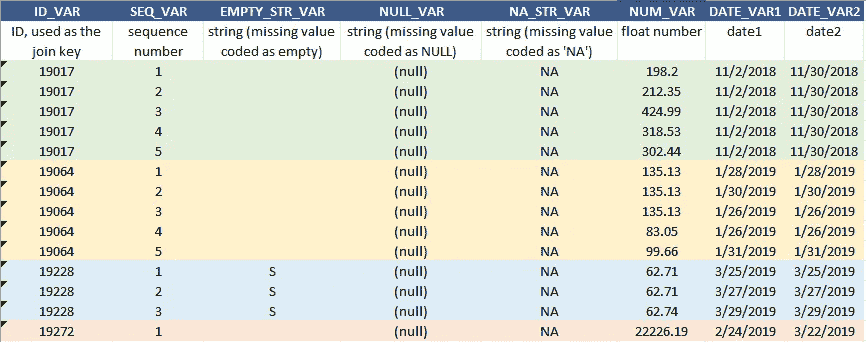 ID_VAR SEQ_VAR EMPTY_STR_VAR NULL_VAR NA_STR_VAR NUM_VAR DATE_VAR1 DATE_VAR2
ID, used as the join key sequence number string (missing value coded as empty) string (missing value coded as NULL) string (missing value coded as 'NA') float number date1 date2
19017 1 (null) NA 198.2 11/2/2018 11/30/2018
19017 2 (null) NA 212.35 11/2/2018 11/30/2018
19017 3 (null) NA 424.99 11/2/2018 11/30/2018
19017 4 (null) NA 318.53 11/2/2018 11/30/2018
19017 5 (null) NA 302.44 11/2/2018 11/30/2018
19064 1 (null) NA 135.13 1/28/2019 1/28/2019
19064 2 (null) NA 135.13 1/30/2019 1/30/2019
19064 3 (null) NA 135.13 1/26/2019 1/26/2019
19064 4 (null) NA 83.05 1/26/2019 1/26/2019
19064 5 (null) NA 99.66 1/31/2019 1/31/2019
19228 1 S (null) NA 62.71 3/25/2019 3/25/2019
19228 2 S (null) NA 62.71 3/27/2019 3/27/2019
19228 3 S (null) NA 62.74 3/29/2019 3/29/2019
19272 1 (null) NA 22226.19 2/24/2019 3/22/2019